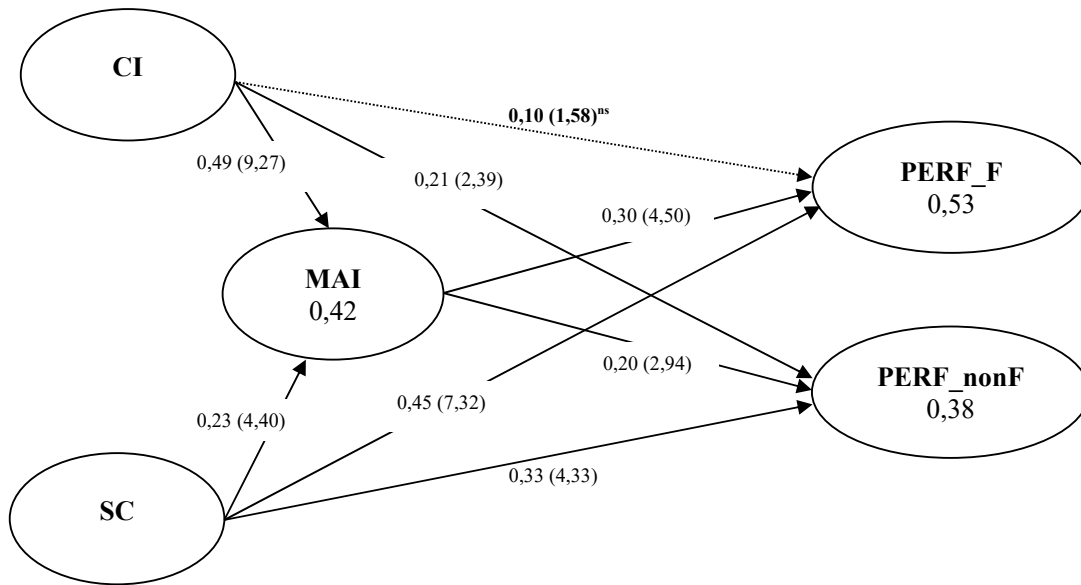 CI
0,10 (1,58)ns
0,49 (9,27)
PERF_F
0,53
0,21 (2,39)
0,30 (4,50)
MAI
0,42
0,20 (2,94)
PERF_nonF
0,38
0,45 (7,32)
0,23 (4,40)
0,33 (4,33)
SC